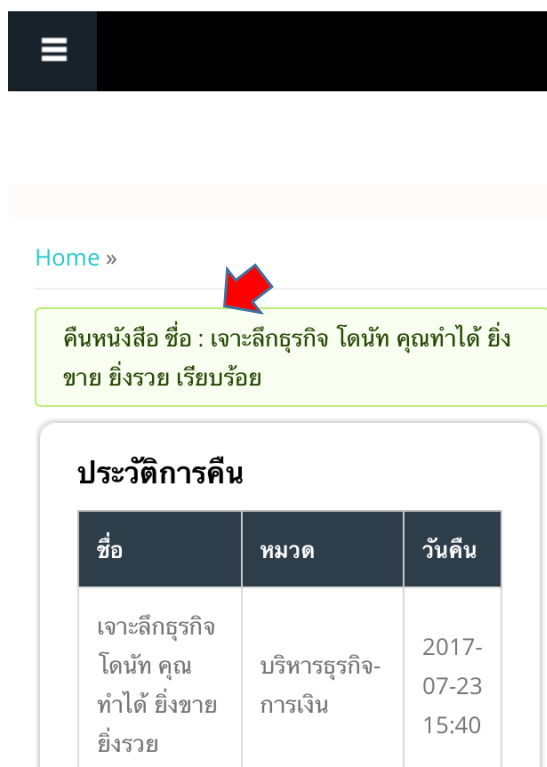 Home »
คืนหนังสือ ชื่อ : เจาะลึกธุรกิจ โดนัท คุณทำได้ ยิ่ง
ขาย ยิ่งรวย เรียบร้อย
ประวัติการคืน
ชื่อ หมวด วันคืน
เจาะลึกธุรกิจ
โดนัท คุณ
ทำได้ ยิ่งขาย
ยิ่งรวย
บริหารธุรกิจ-
การเงิน
2017-
07-23
15:40